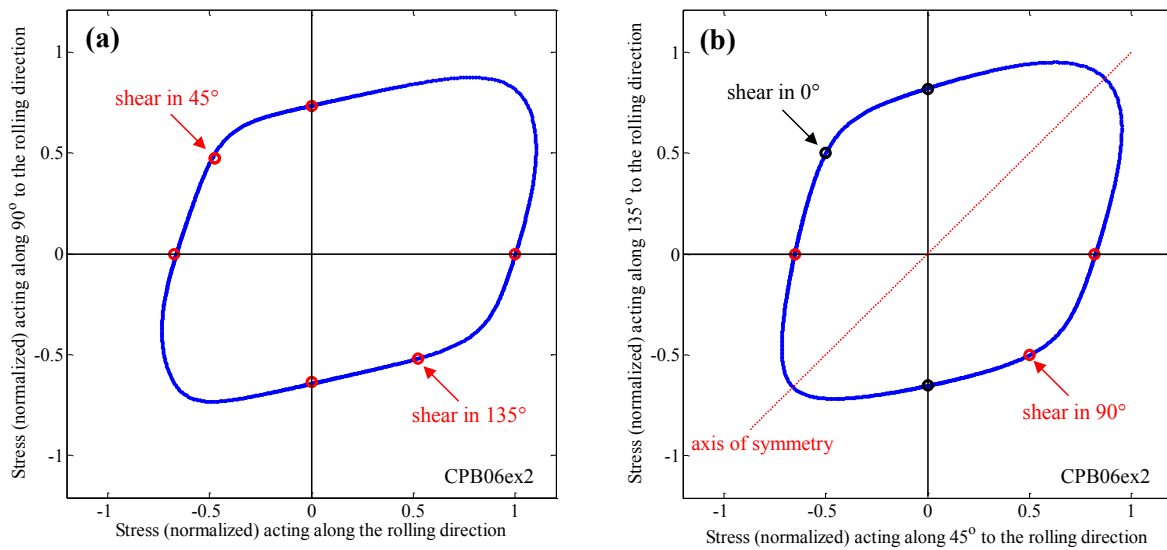 (a)
1
0.5
0
-0.5
-1
-1
-0.5
0
0.5
1
shear in 45°
shear in 135°
CPB06ex2
Stress (normalized) acting along 90° to the rolling direction
Stress (normalized) acting along the rolling direction
(b)
1
0.5
0
-0.5
-1
-1
-0.5
0
0.5
1
shear in 0°
shear in 90°
axis of symmetry
CPB06ex2
Stress (normalized) acting along 135° to the rolling direction
Stress (normalized) acting along 45° to the rolling direction